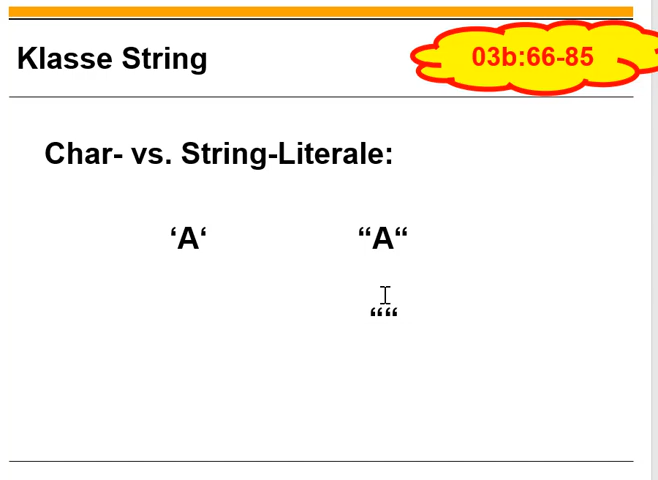 Klasse String
03b:66-85
Char- vs. String-Literale:
‘A‘ “A“
““